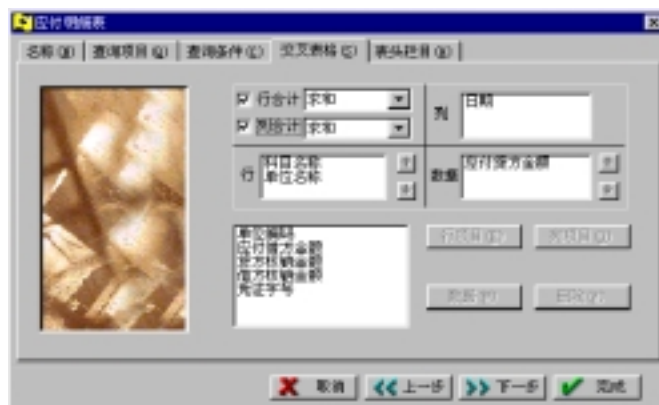 应付明细表
名称(N) 查询项目(Q) 查询条件(C) 交叉表格(S) 表头栏目(H)
行合计 求和
列合计 求和
列 日期
行 科目名称
单位名称
数据 应付贷方金额
单位编码
应付借方金额
贷方核销金额
借方核销金额
凭证字号
取消 上一步 下一步 完成